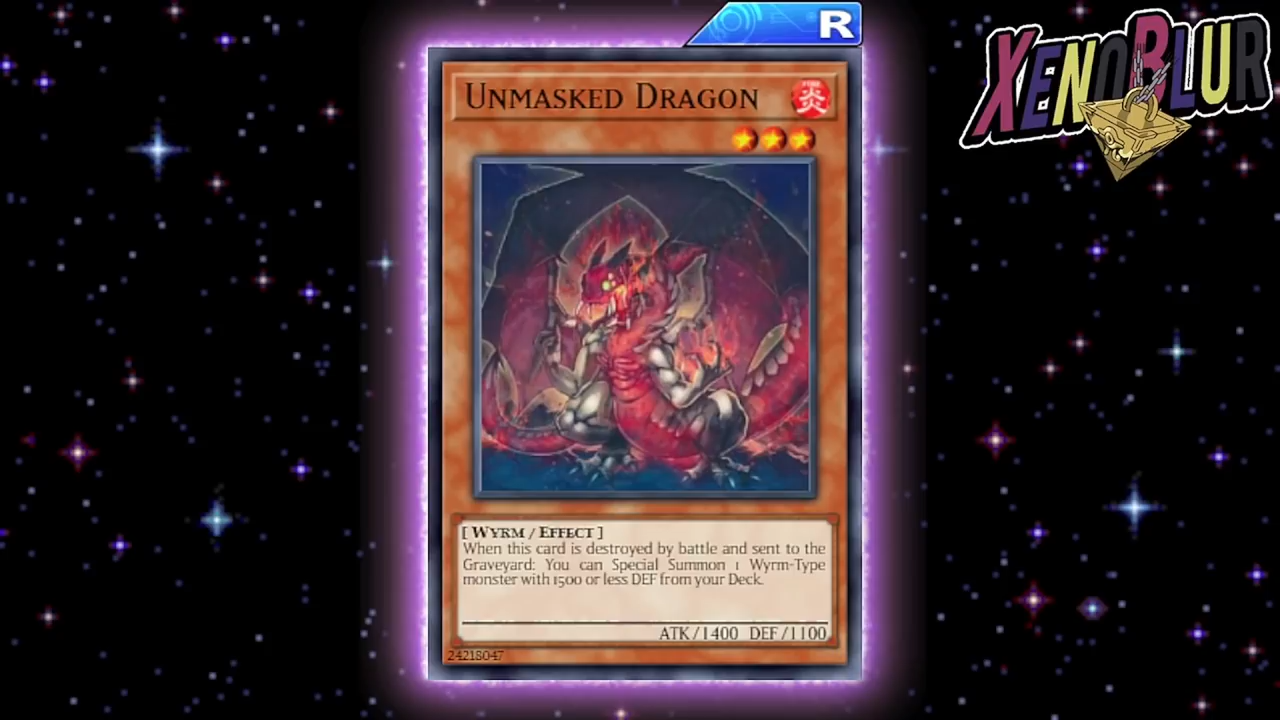 R
XENOBLUR
UNMASKED DRAGON
炎
[ WYRM / EFFECT ]
When this card is destroyed by battle and sent to the
Graveyard: You can Special Summon 1 Wyrm-Type
monster with 1500 or less DEF from your Deck.
ATK/1400 DEF/1100
24218047